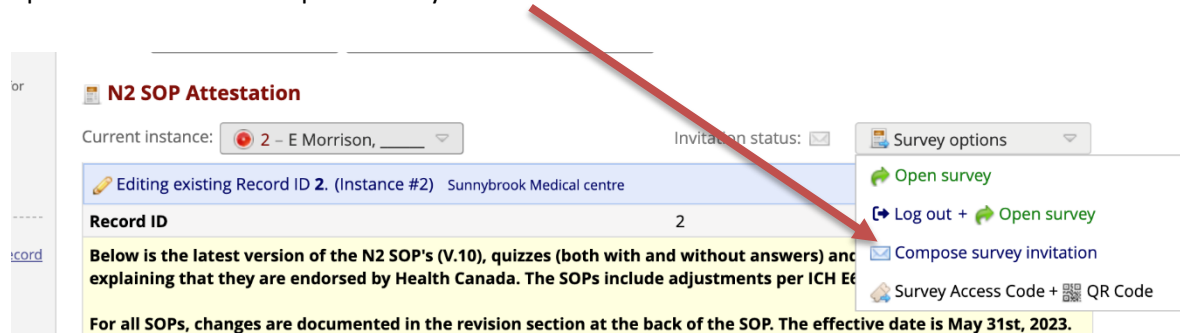 or
N2 SOP Attestation
Current instance: 2 – E Morrison, _____
Invitation status: Survey options
Editing existing Record ID 2. (Instance #2) Sunnybrook Medical centre
Open survey
Log out + Open survey
Record ID 2
ecord
Below is the latest version of the N2 SOP's (V.10), quizzes (both with and without answers) and
Compose survey invitation
explaining that they are endorsed by Health Canada. The SOPs include adjustments per ICH E6
Survey Access Code + QR Code
For all SOPs, changes are documented in the revision section at the back of the SOP. The effective date is May 31st, 2023.